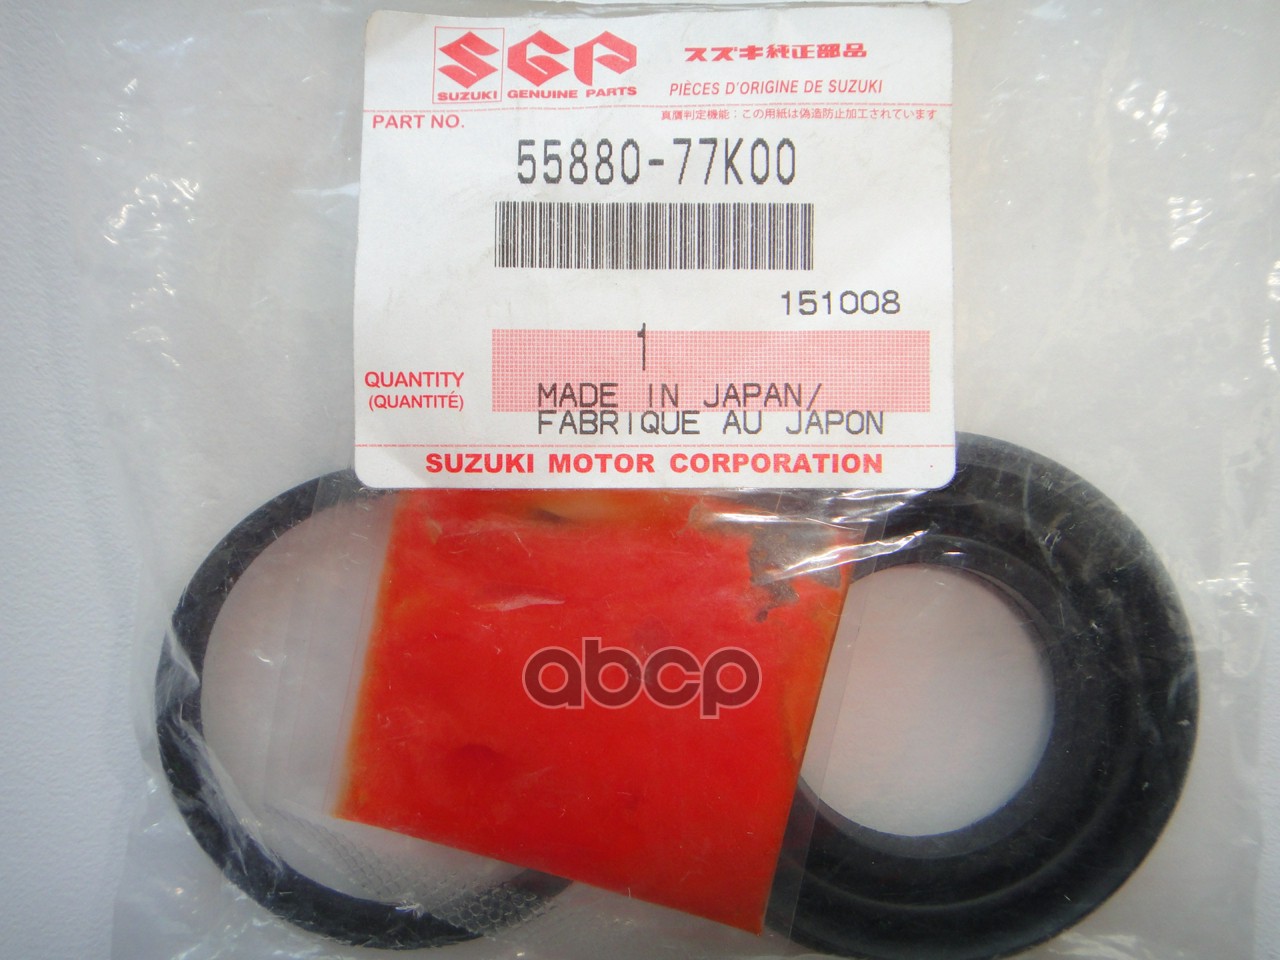 SGP
SUZUKI GENUINE PARTS
スズキ純正部品
PIÈCES D'ORIGINE DE SUZUKI
真贋判定機能：この用紙は偽造防止加工されています
PART NO.
55880-77K00
151008
1
QUANTITY
(QUANTITÉ)
MADE IN JAPAN/
FABRIQUE AU JAPON
SUZUKI MOTOR CORPORATION
abcp